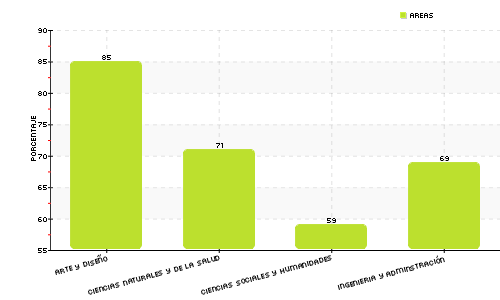 AREAS
90
85
80
75
70
65
60
55
PORCENTAJE
85
71
59
69
ARTE y DISEÑO
CIENCIAS NATURALES y DE LA SALUD
CIENCIAS SOCIALES y HUMANIDADES
INGENIERIA y ADMINSTRACIÓN